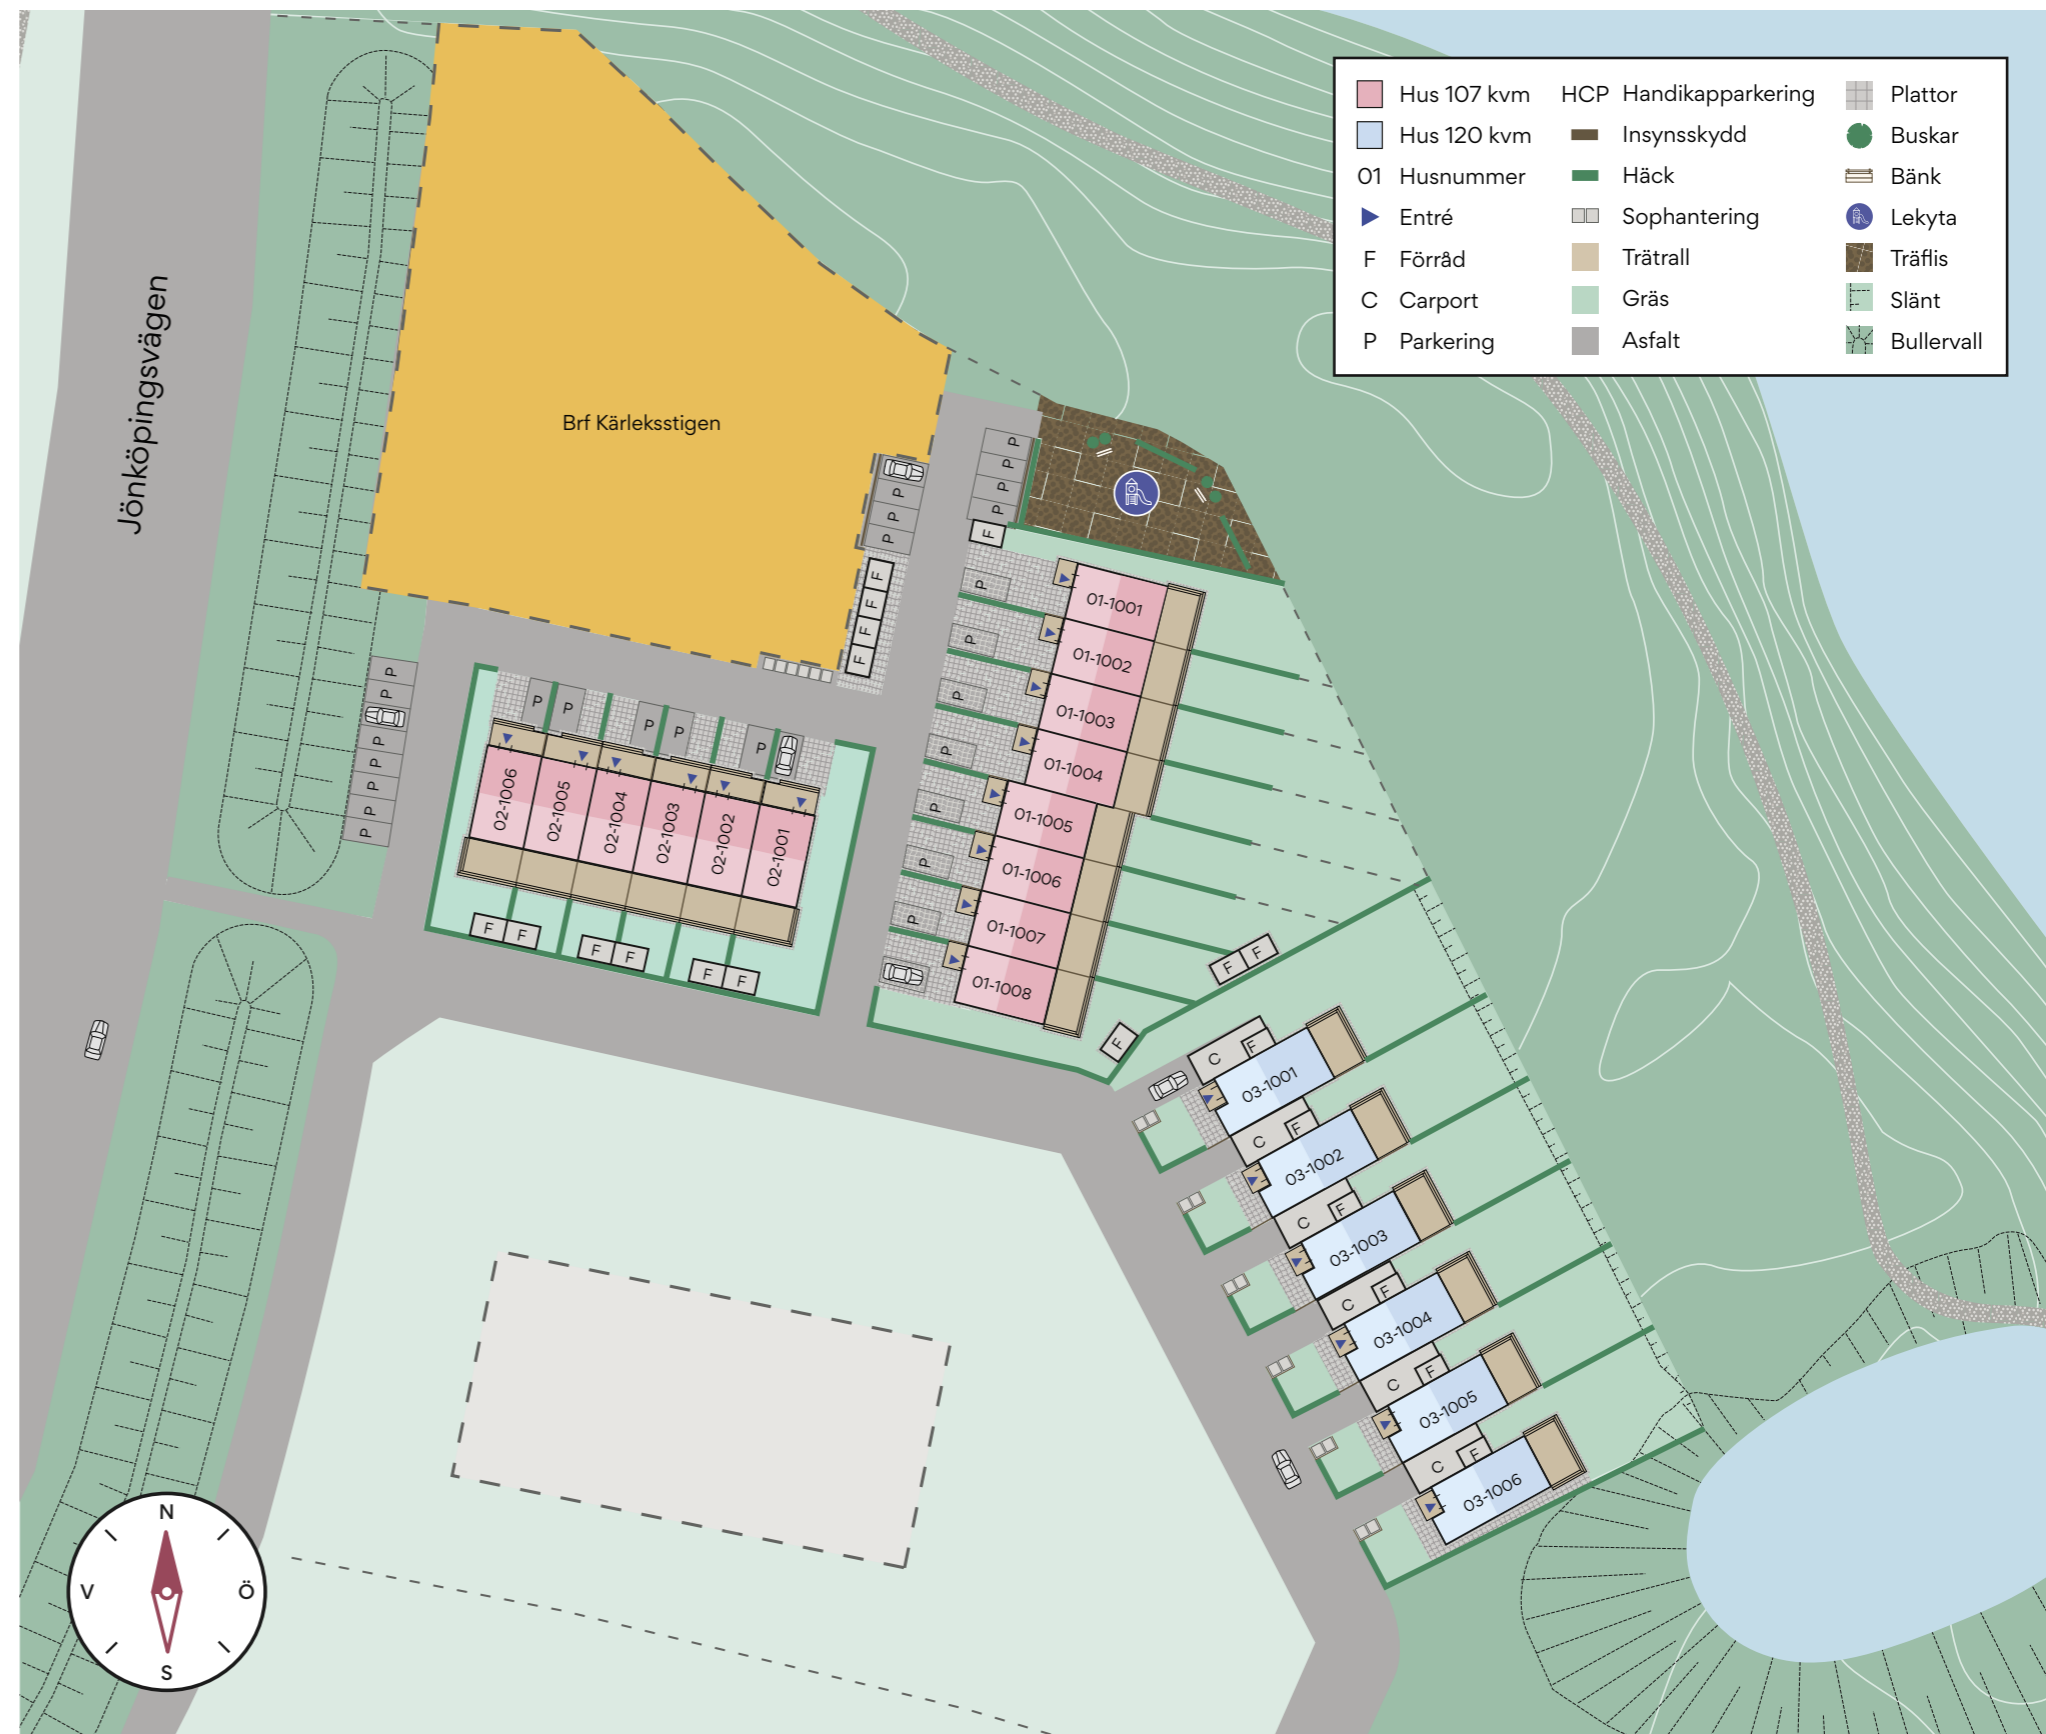 Hus 107 kvm
Hus 120 kvm
01 Husnummer
Entré
F Förråd
C Carport
P Parkering
HCP Handikapparkering
Insynsskydd
Häck
Sophantering
Trätrall
Gräs
Asfalt
Plattor
Buskar
Bänk
Lekyta
Träflis
Slänt
Bullervall
Jönköpingsvägen
Brf Kärleksstigen
P
P
P
P
P
P
P
F
F
F
F
F
P
P
P
P
P
P
P
01-1001
01-1002
01-1003
01-1004
01-1005
01-1006
01-1007
01-1008
F F
F
P
P
P
P
P
P
P
P P P P P
02-1006 02-1005 02-1004 02-1003 02-1002 02-1001
F F F F F F
C F
03-1001
C F
03-1002
C F
03-1003
C F
03-1004
C F
03-1005
C F
03-1006
N
V Ö
S